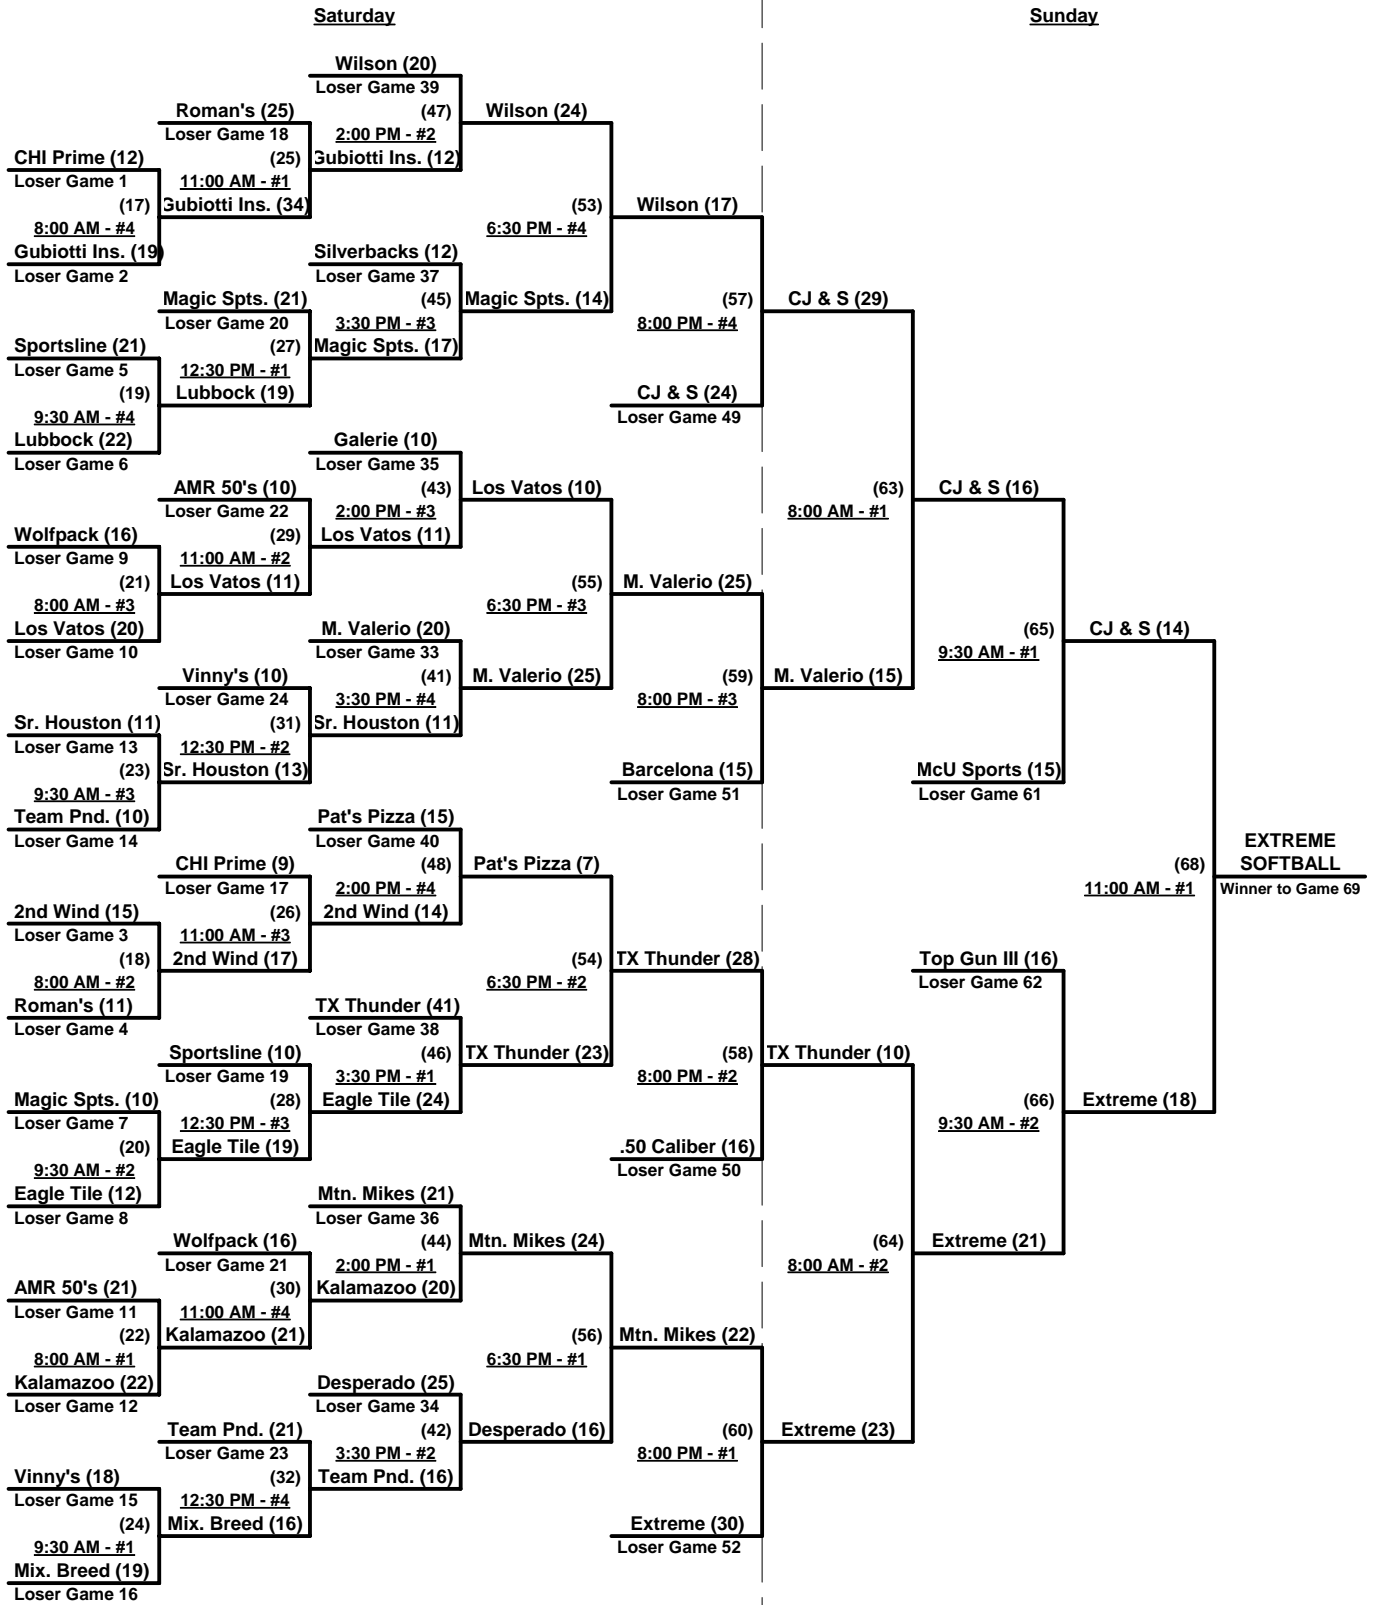 Saturday
Sunday
Wilson (20)
Loser Game 39
Roman's (25)
(47)
Wilson (24)
Loser Game 18
2:00 PM - #2
CHI Prime (12)
(25)
Gubiotti Ins. (12)
Loser Game 1
11:00 AM - #1
(17)
Gubiotti Ins. (34)
(53)
Wilson (17)
8:00 AM - #4
6:30 PM - #4
Gubiotti Ins. (19)
Silverbacks (12)
Loser Game 2
Loser Game 37
Magic Spts. (21)
(45)
Magic Spts. (14)
(57)
CJ & S (29)
Loser Game 20
3:30 PM - #3
8:00 PM - #4
Sportsline (21)
(27)
Magic Spts. (17)
Loser Game 5
12:30 PM - #1
(19)
Lubbock (19)
CJ & S (24)
9:30 AM - #4
Loser Game 49
Lubbock (22)
Galerie (10)
Loser Game 6
Loser Game 35
AMR 50's (10)
(43)
Los Vatos (10)
(63)
CJ & S (16)
Loser Game 22
2:00 PM - #3
8:00 AM - #1
Wolfpack (16)
(29)
Los Vatos (11)
Loser Game 9
11:00 AM - #2
(21)
Los Vatos (11)
(55)
M. Valerio (25)
8:00 AM - #3
6:30 PM - #3
Los Vatos (20)
M. Valerio (20)
(65)
CJ & S (14)
Loser Game 10
Loser Game 33
9:30 AM - #1
Vinny's (10)
(41)
M. Valerio (25)
(59)
M. Valerio (15)
Loser Game 24
3:30 PM - #4
8:00 PM - #3
Sr. Houston (11)
(31)
Sr. Houston (11)
Loser Game 13
12:30 PM - #2
(23)
Sr. Houston (13)
Barcelona (15)
McU Sports (15)
9:30 AM - #3
Loser Game 51
Loser Game 61
Team Pnd. (10)
Pat's Pizza (15)
Loser Game 14
Loser Game 40
EXTREME
CHI Prime (9)
(48)
Pat's Pizza (7)
(68)
SOFTBALL
Loser Game 17
2:00 PM - #4
11:00 AM - #1
Winner to Game 69
2nd Wind (15)
(26)
2nd Wind (14)
Loser Game 3
11:00 AM - #3
(18)
2nd Wind (17)
(54)
TX Thunder (28)
Top Gun III (16)
8:00 AM - #2
6:30 PM - #2
Loser Game 62
Roman's (11)
TX Thunder (41)
Loser Game 4
Loser Game 38
Sportsline (10)
(46)
TX Thunder (23)
(58)
TX Thunder (10)
Loser Game 19
3:30 PM - #1
8:00 PM - #2
Magic Spts. (10)
(28)
Eagle Tile (24)
(66)
Extreme (18)
Loser Game 7
12:30 PM - #3
9:30 AM - #2
(20)
Eagle Tile (19)
.50 Caliber (16)
9:30 AM - #2
Loser Game 50
Eagle Tile (12)
Mtn. Mikes (21)
Loser Game 8
Loser Game 36
Wolfpack (16)
(44)
Mtn. Mikes (24)
(64)
Extreme (21)
Loser Game 21
2:00 PM - #1
8:00 AM - #2
AMR 50's (21)
(30)
Kalamazoo (20)
Loser Game 11
11:00 AM - #4
(22)
Kalamazoo (21)
(56)
Mtn. Mikes (22)
8:00 AM - #1
6:30 PM - #1
Kalamazoo (22)
Desperado (25)
Loser Game 12
Loser Game 34
Team Pnd. (21)
(42)
Desperado (16)
(60)
Extreme (23)
Loser Game 23
3:30 PM - #2
8:00 PM - #1
Vinny's (18)
(32)
Team Pnd. (16)
Loser Game 15
12:30 PM - #4
(24)
Mix. Breed (16)
Extreme (30)
9:30 AM - #1
Loser Game 52
Mix. Breed (19)
Loser Game 16